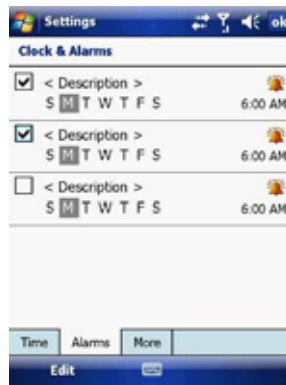 Settings ok
Clock & Alarms
< Description >
S M T W T F S 6:00 AM
< Description >
S M T W T F S 6:00 AM
< Description >
S M T W T F S 6:00 AM
Time Alarms More
Edit